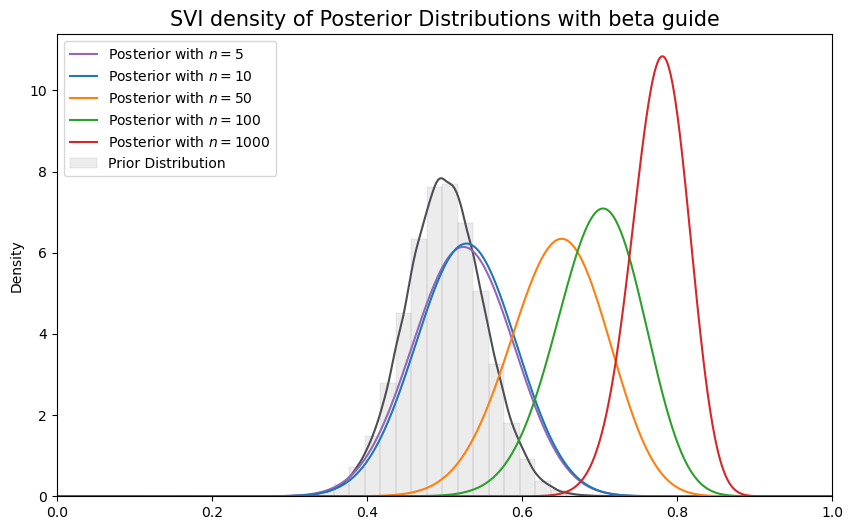 SVI density of Posterior Distributions with beta guide
Posterior with n = 5
Posterior with n = 10
Posterior with n = 50
Posterior with n = 100
Posterior with n = 1000
Prior Distribution
Density
10
8
6
4
2
0
0.0 0.2 0.4 0.6 0.8 1.0